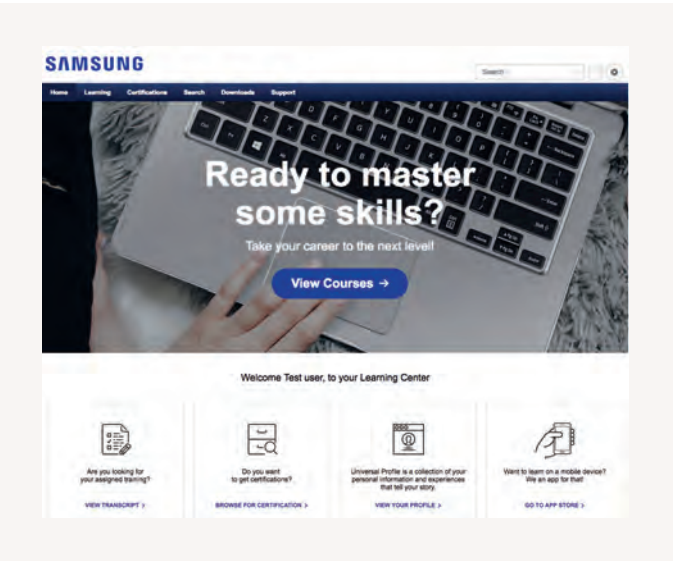 SAMSUNG
Search
Home Learning Certifications Search Downloads Support
Ready to master
some skills?
Take your career to the next level!
View Courses →
Welcome Test user, to your Learning Center
Are you looking for
your assigned training?
VIEW TRANSCRIPT >
Do you want
to get certifications?
BROWSE FOR CERTIFICATION >
Universal Profile is a collection of your
personal information and experiences
that tell your story.
VIEW YOUR PROFILE >
Want to learn on a mobile device?
We an app for that!
GO TO APP STORE >